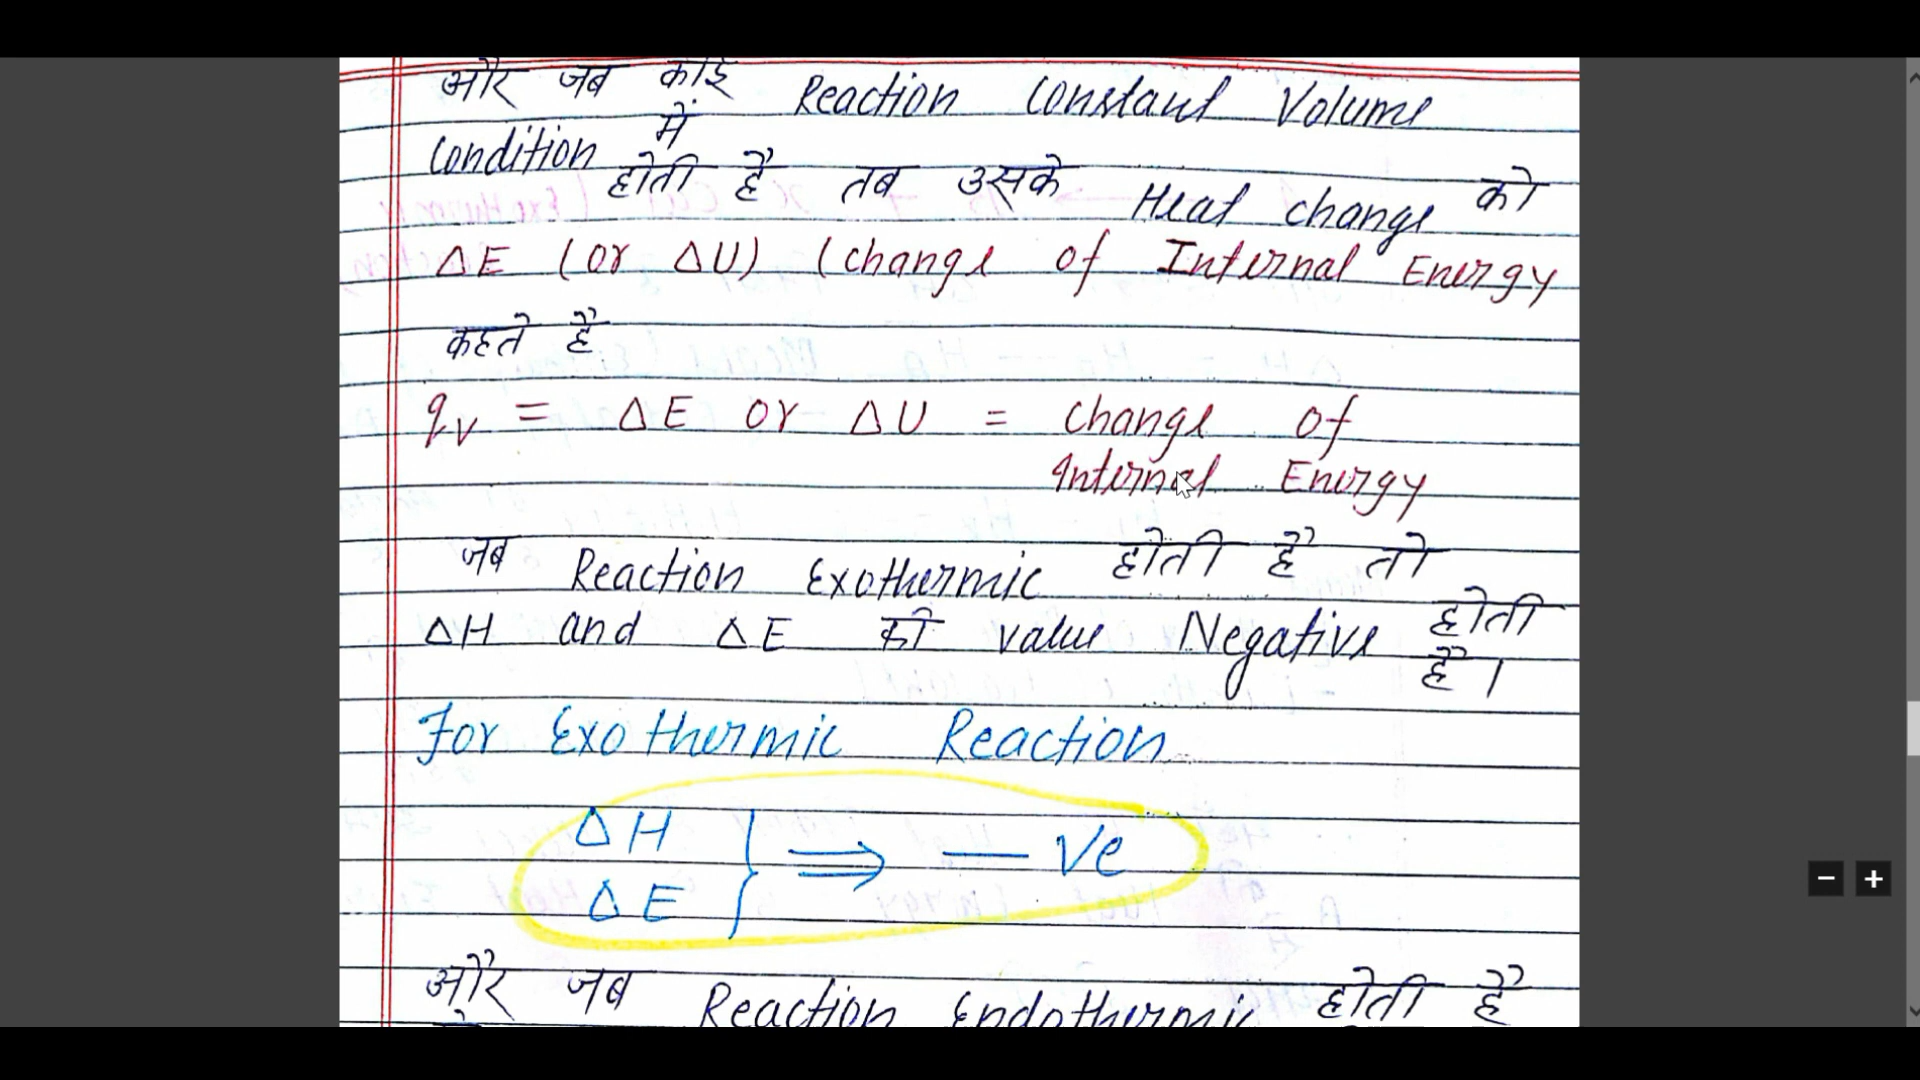 और जब कोई Reaction Constant Volume
Condition में होती है तब उसके Heat change को
ΔE (or ΔU) (change of Internal Energy
कहते है
qv = ΔE or ΔU = change of
Internal Energy
जब Reaction Exothermic होती है तो
ΔH and ΔE की value Negative होती
है।
For Exothermic Reaction
ΔH
ΔE } ⇒ — Ve
और जब Reaction Endothermic होती है